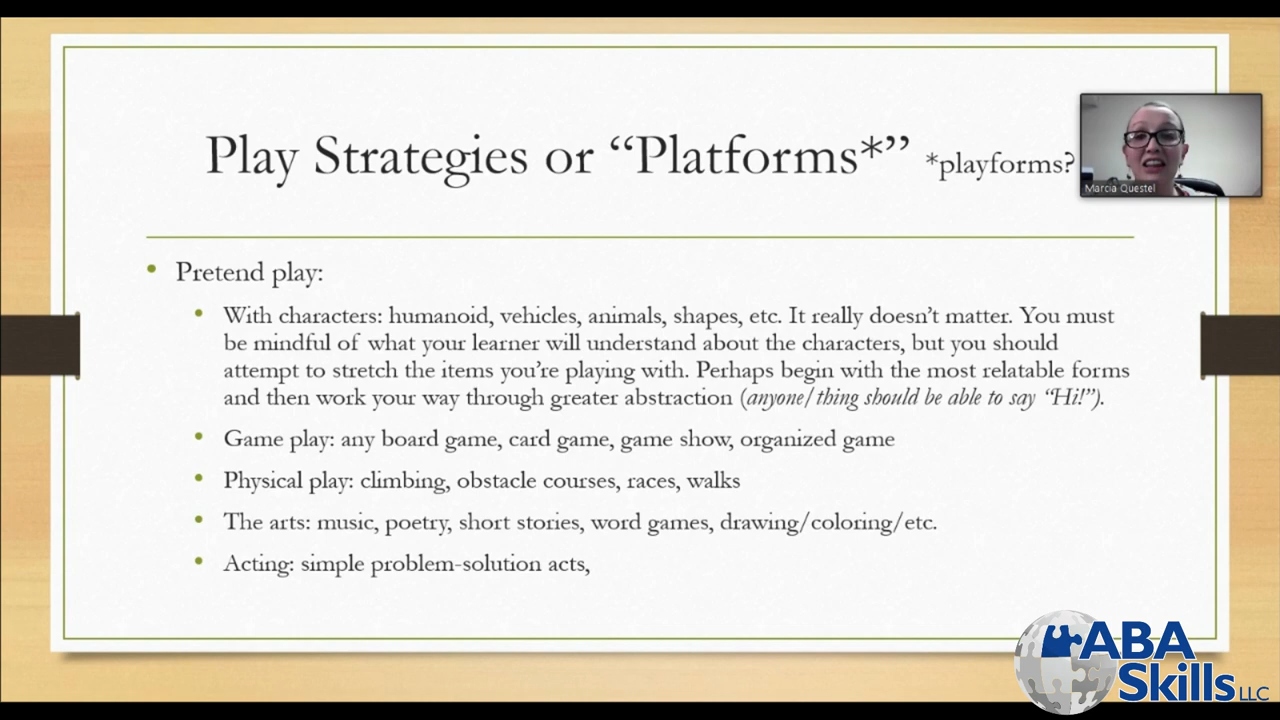 Play Strategies or “Platforms*” *playforms?
Marcia Questel
• Pretend play:
• With characters: humanoid, vehicles, animals, shapes, etc. It really doesn’t matter. You must
be mindful of what your learner will understand about the characters, but you should
attempt to stretch the items you’re playing with. Perhaps begin with the most relatable forms
and then work your way through greater abstraction (anyone/thing should be able to say “Hi!”).
• Game play: any board game, card game, game show, organized game
• Physical play: climbing, obstacle courses, races, walks
• The arts: music, poetry, short stories, word games, drawing/coloring/etc.
• Acting: simple problem-solution acts,
ABA
Skills LLC